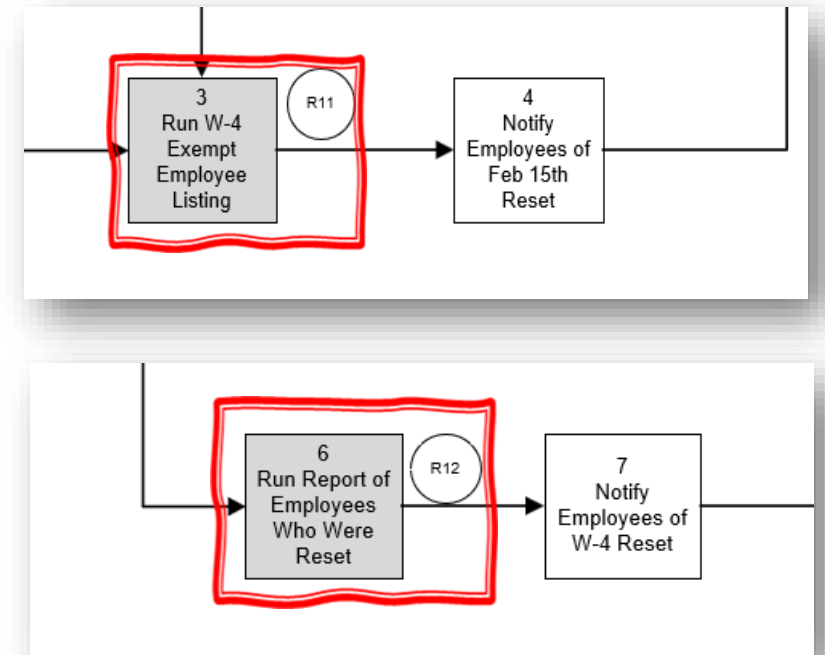 3
Run W-4
Exempt
Employee
Listing
R11
4
Notify
Employees of
Feb 15th
Reset
6
Run Report of
Employees
Who Were
Reset
R12
7
Notify
Employees of
W-4 Reset